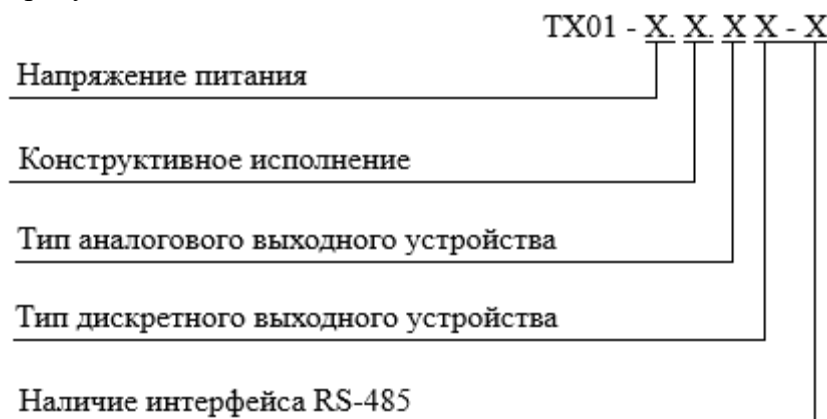 ТХ01 - Х. Х. Х Х - Х
Напряжение питания
Конструктивное исполнение
Тип аналогового выходного устройства
Тип дискретного выходного устройства
Наличие интерфейса RS-485